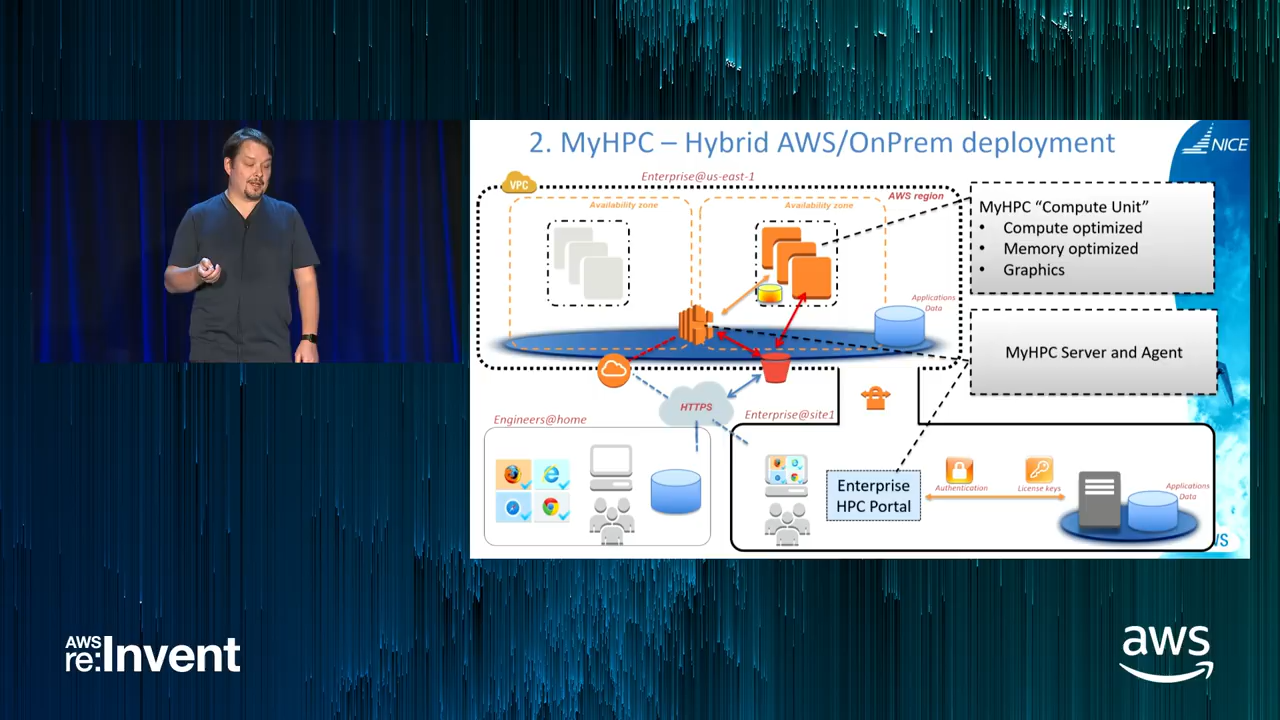 2. MyHPC – Hybrid AWS/OnPrem deployment
NICE
Enterprise@us-east-1
VPC
AWS region
Availability zone
Availability zone
MyHPC "Compute Unit"
• Compute optimized
• Memory optimized
• Graphics
Applications
Data
MyHPC Server and Agent
HTTPS
Engineers@home
Enterprise@site1
Enterprise
HPC Portal
Authentication
License keys
Applications
Data
WS
AWS
re:Invent
aws